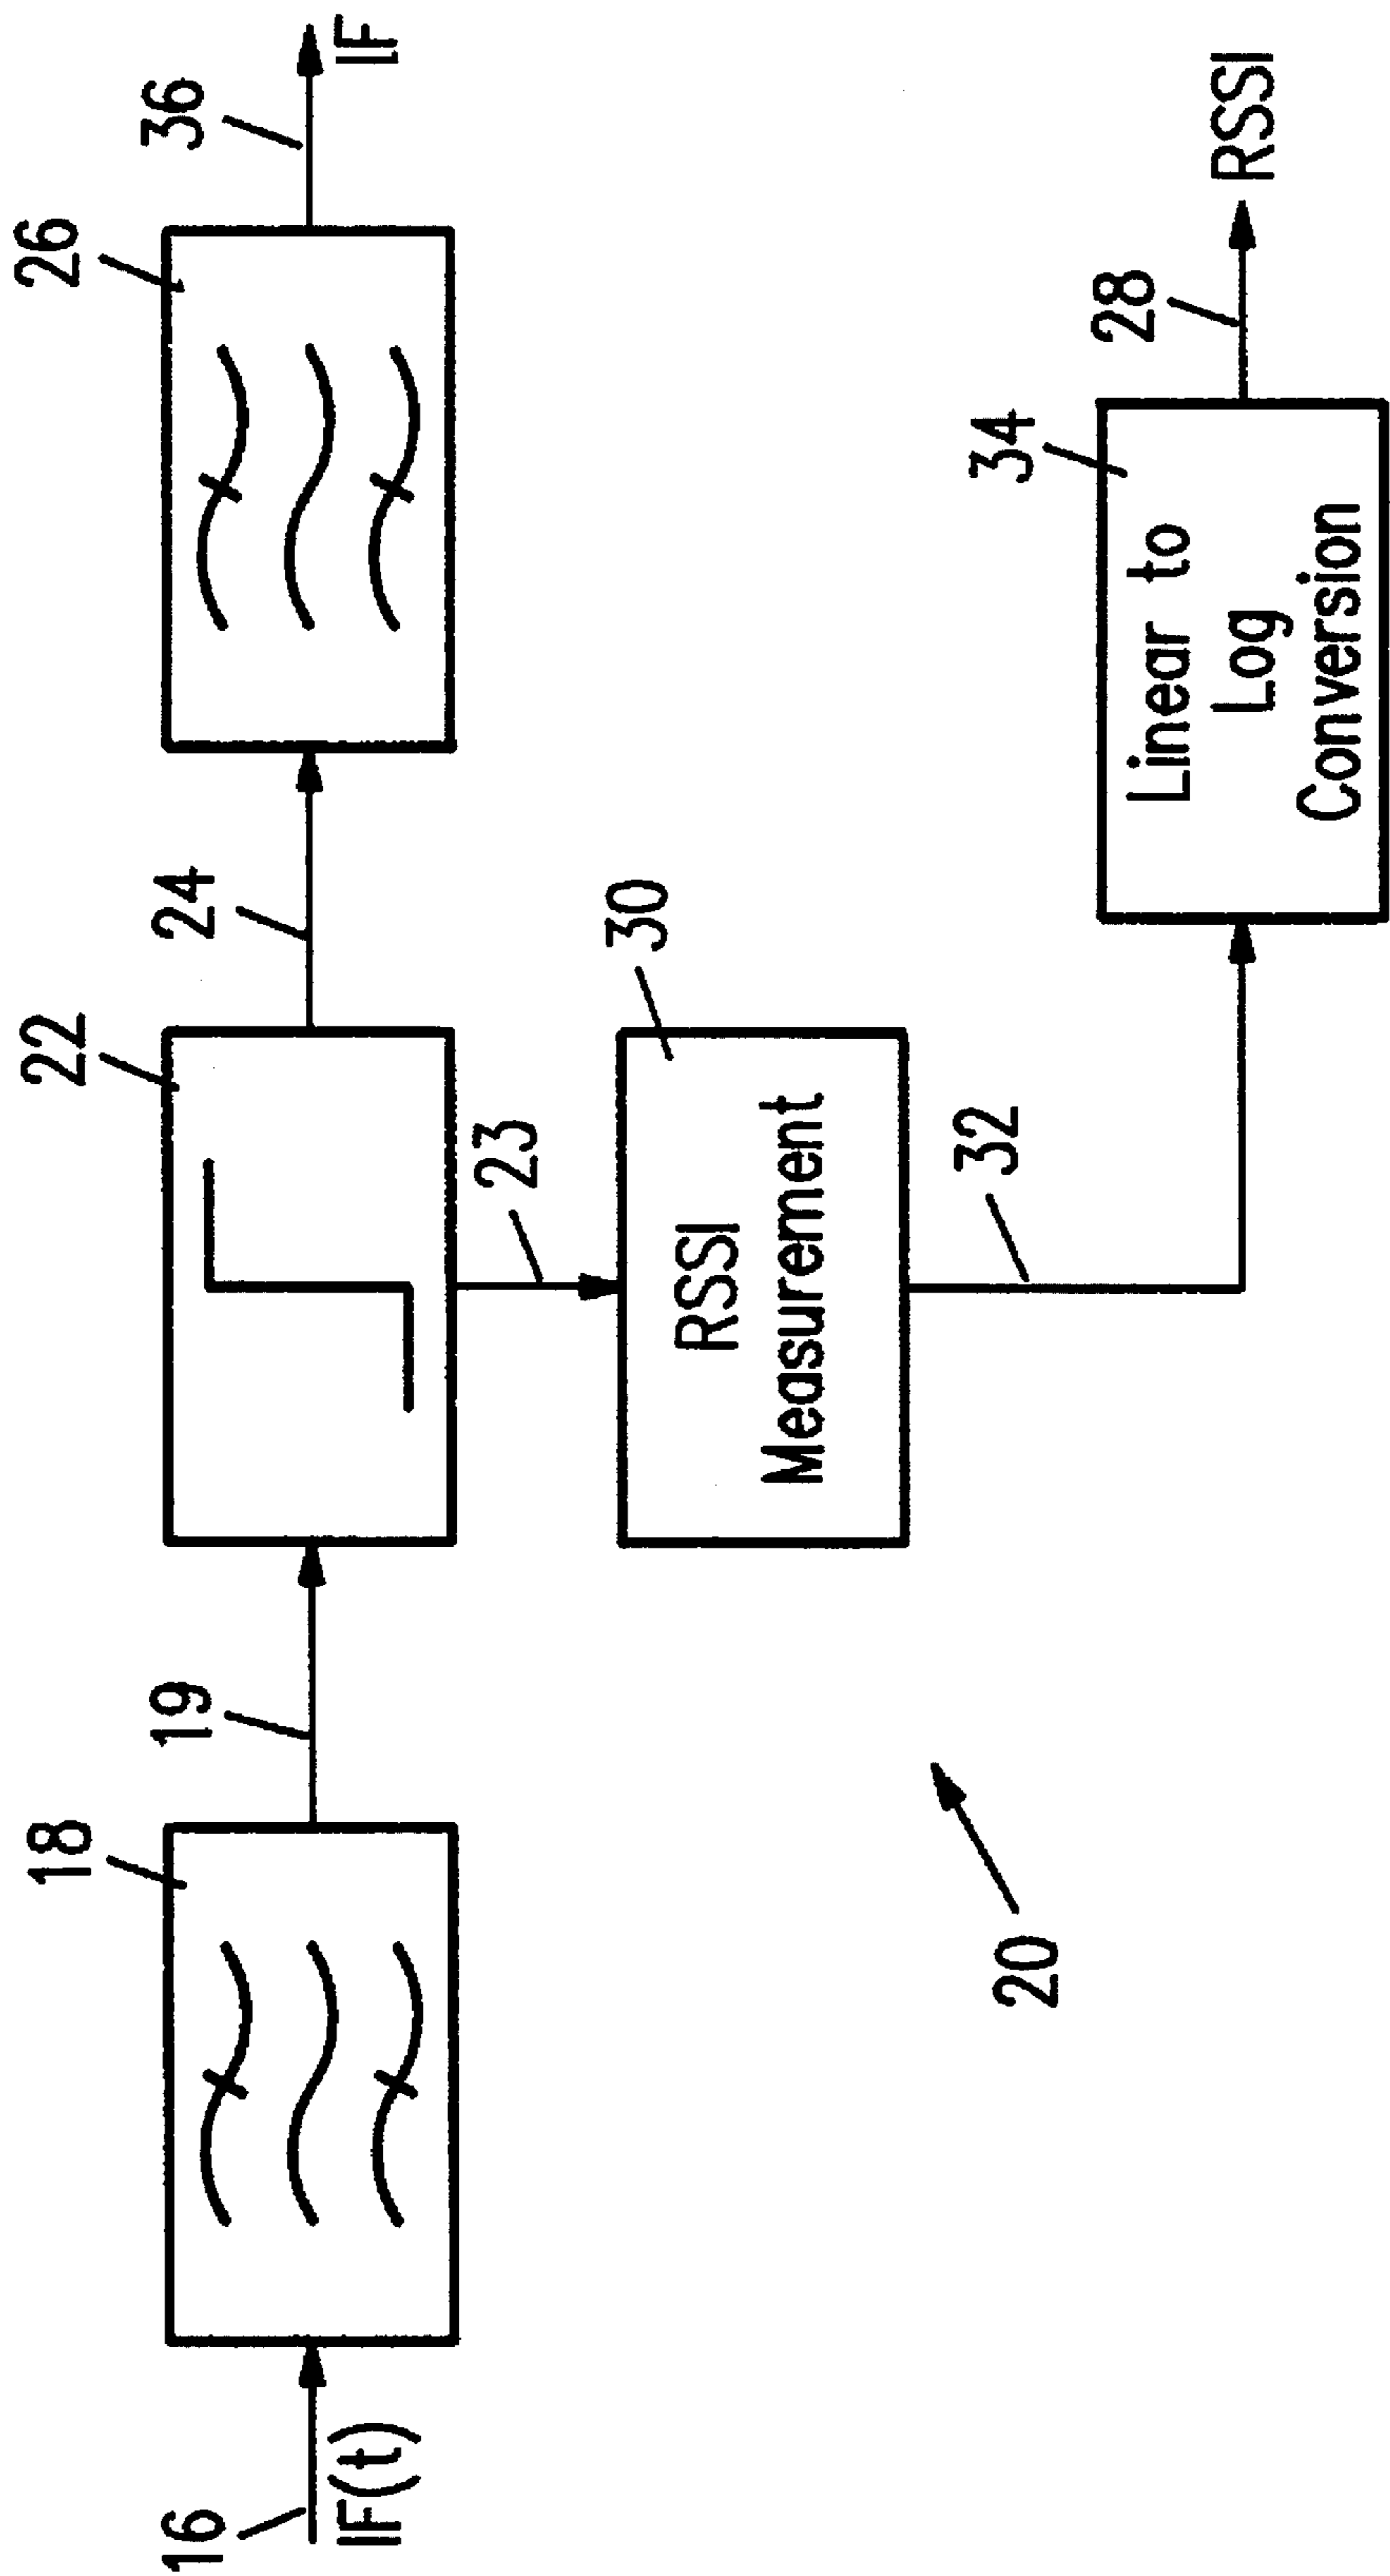 16
IF(t)
18
19
22
24
26
36
IF
23
30
RSSI
Measurement
32
34
Linear to
Log
Conversion
28
RSSI
20